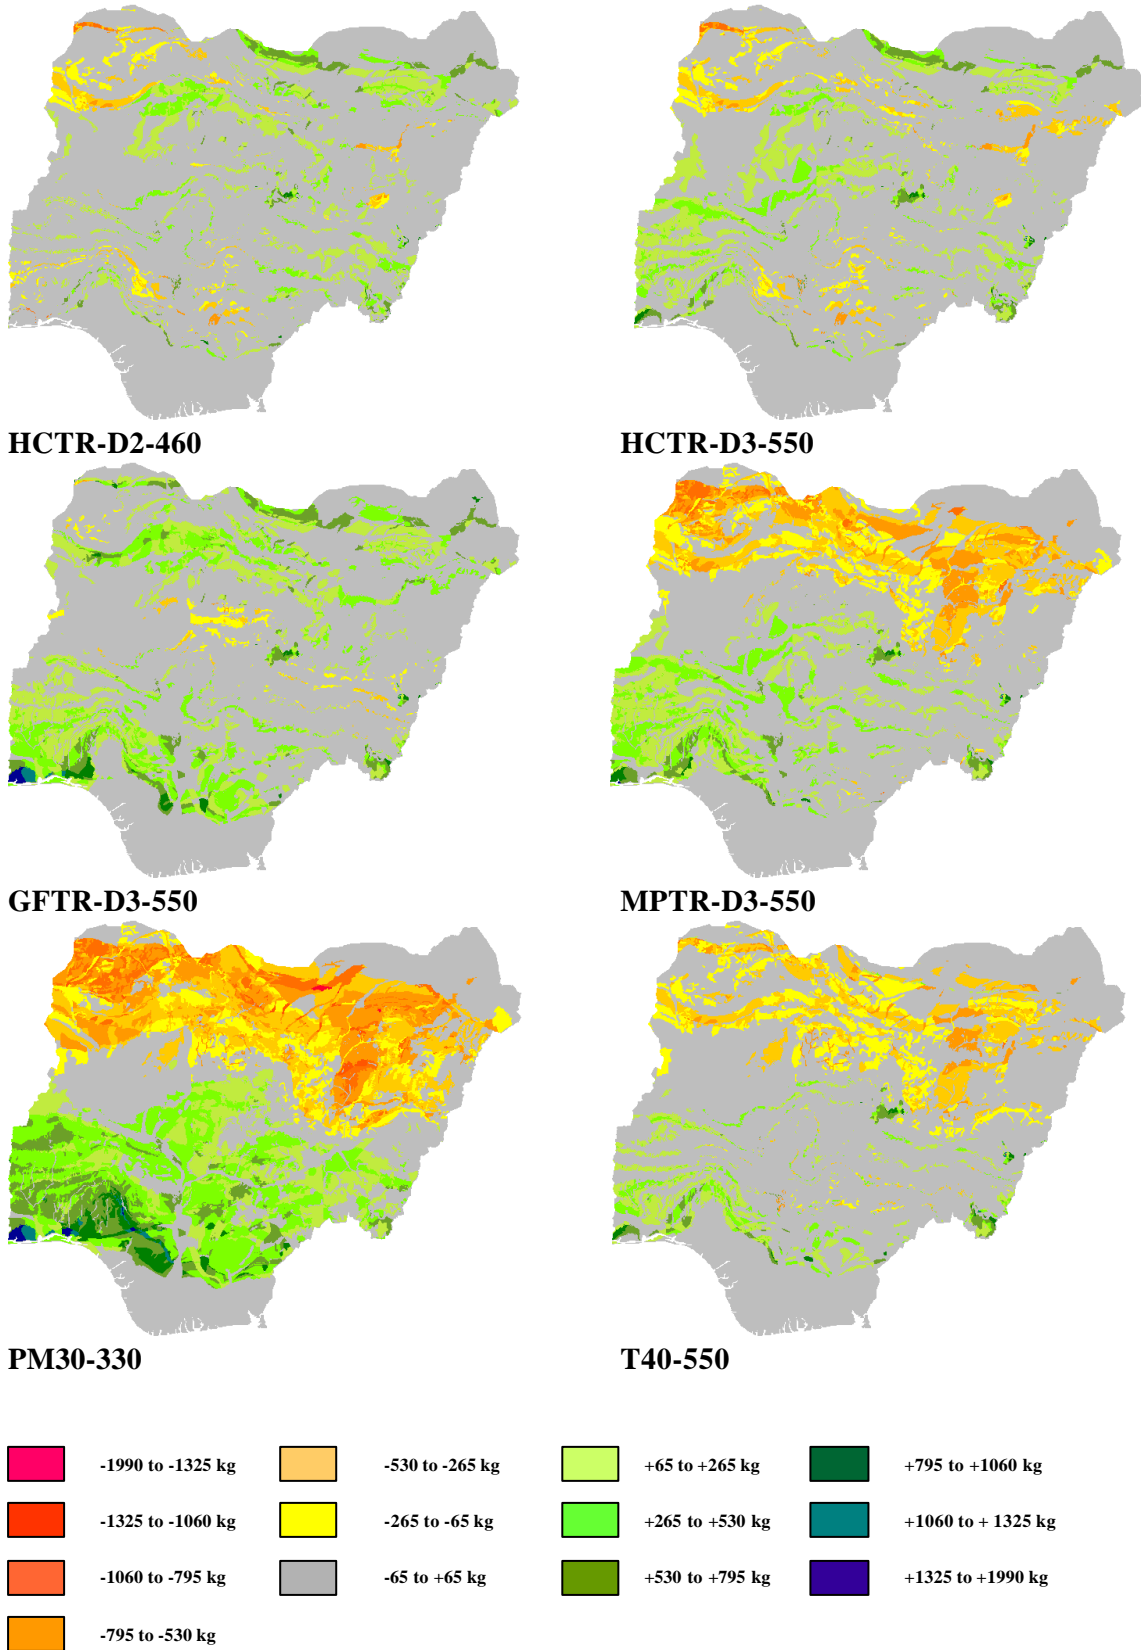 HCTR-D2-460 HCTR-D3-550
GFTR-D3-550 MPTR-D3-550
PM30-330 T40-550
-1990 to -1325 kg -530 to -265 kg +65 to +265 kg +795 to +1060 kg
-1325 to -1060 kg -265 to -65 kg +265 to +530 kg +1060 to + 1325 kg
-1060 to -795 kg -65 to +65 kg +530 to +795 kg +1325 to +1990 kg
-795 to -530 kg